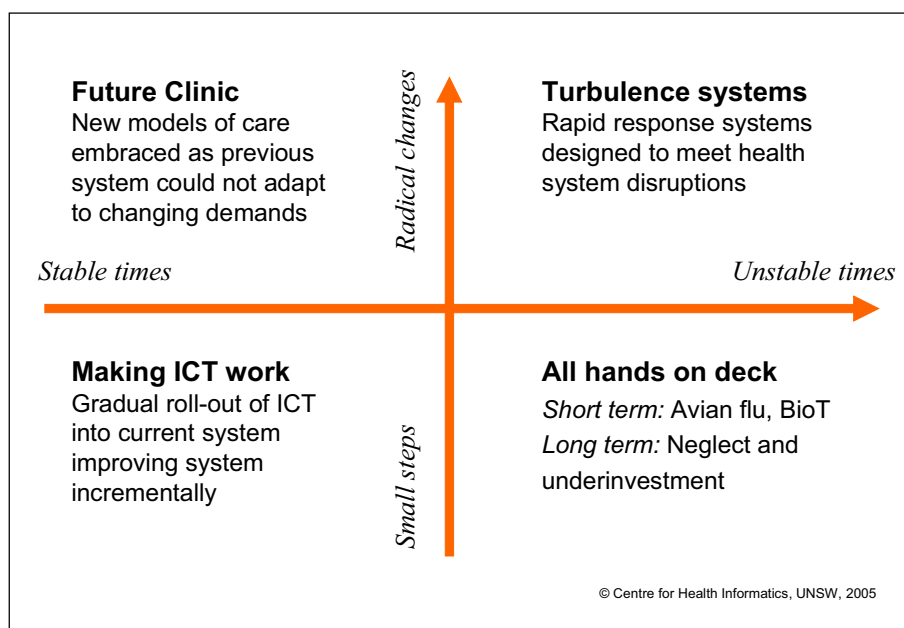 Future Clinic
New models of care
embraced as previous
system could not adapt
to changing demands
Radical changes
Turbulence systems
Rapid response systems
designed to meet health
system disruptions
Stable times
Unstable times
Making ICT work
Gradual roll-out of ICT
into current system
improving system
incrementally
Small steps
All hands on deck
Short term: Avian flu, BioT
Long term: Neglect and
underinvestment
© Centre for Health Informatics, UNSW, 2005